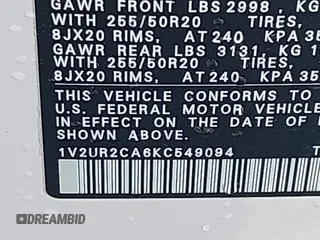 GAWR FRONT LBS 2998, KG
WITH 255/50R20 TIRES,
8JX20 RIMS, AT 240 KPA 35
GAWR REAR LBS 3131, KG 1
WITH 255/50R20 TIRES,
8JX20 RIMS, AT 240 KPA 35
THIS VEHICLE CONFORMS
U.S. FEDERAL MOTOR VEHICLE
IN EFFECT ON THE DATE OF
SHOWN ABOVE.
1V2UR2CA6KC549094 T
DREAMBID